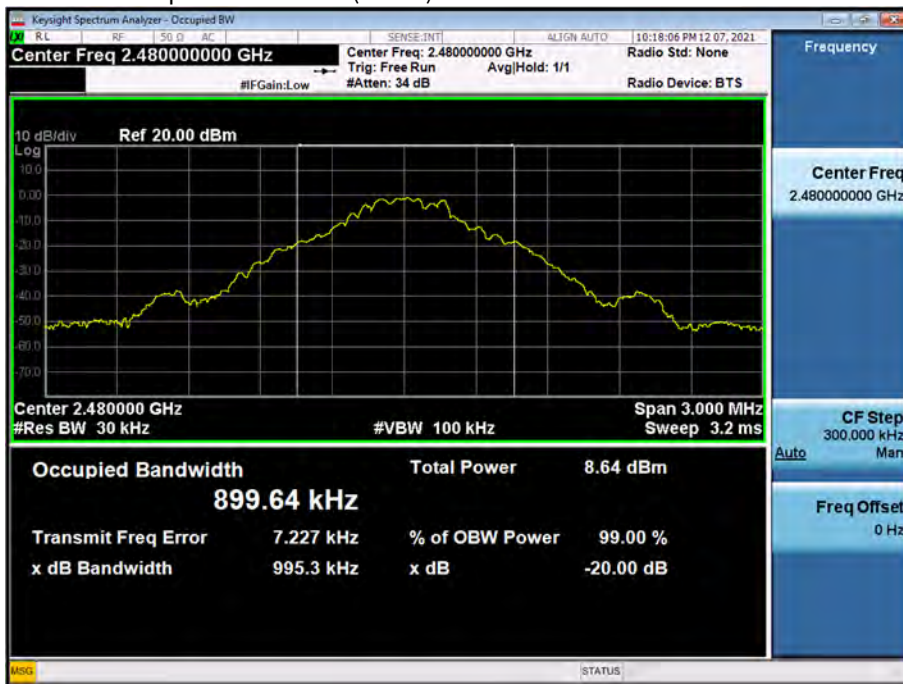 Keysight Spectrum Analyzer - Occupied BW
LXI RL RF 50 Ω AC SENSE:INT ALIGN AUTO 10:18:06 PM 12 07, 2021
Center Freq 2.480000000 GHz Center Freq: 2.480000000 GHz Radio Std: None Frequency
Trig: Free Run Avg|Hold: 1/1
#IFGain:Low #Atten: 34 dB Radio Device: BTS
10 dB/div Ref 20.00 dBm
Log
10.0
0.00
-10.0
-20.0
-30.0
-40.0
-50.0
-60.0
-70.0
Center Freq
2.480000000 GHz
Center 2.480000 GHz Span 3.000 MHz
#Res BW 30 kHz #VBW 100 kHz Sweep 3.2 ms
CF Step
300.000 kHz
Auto Man
Occupied Bandwidth Total Power 8.64 dBm
899.64 kHz
Freq Offset
0 Hz
Transmit Freq Error 7.227 kHz % of OBW Power 99.00 %
x dB Bandwidth 995.3 kHz x dB -20.00 dB
MSG STATUS